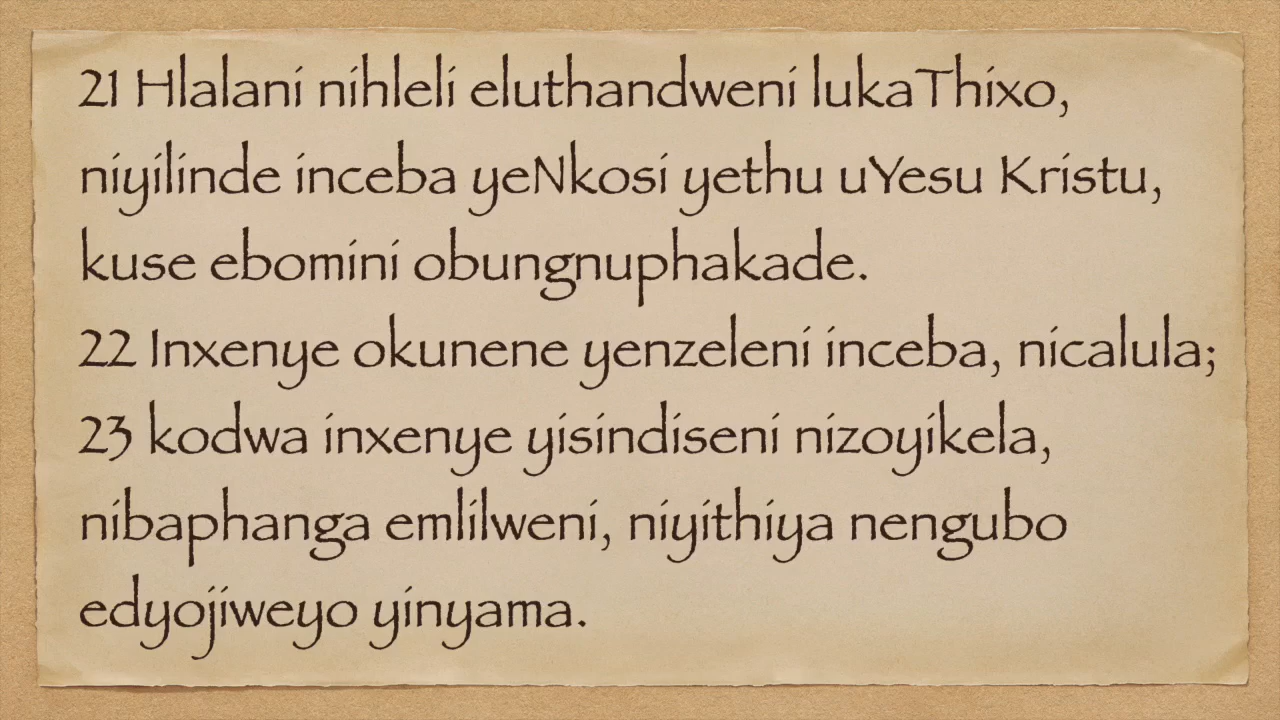 21 Hlalani nihleli eluthandweni lukaThixo,
niyilinde inceba yeNkosi yethu uYesu Kristu,
kuse ebomini obungnuphakade.
22 Inxenye okunene yenzeleni inceba, nicalula;
23 kodwa inxenye yisindiseni nizoyikela,
nibaphanga emlilweni, niyithiya nengubo
edyojiweyo yinyama.